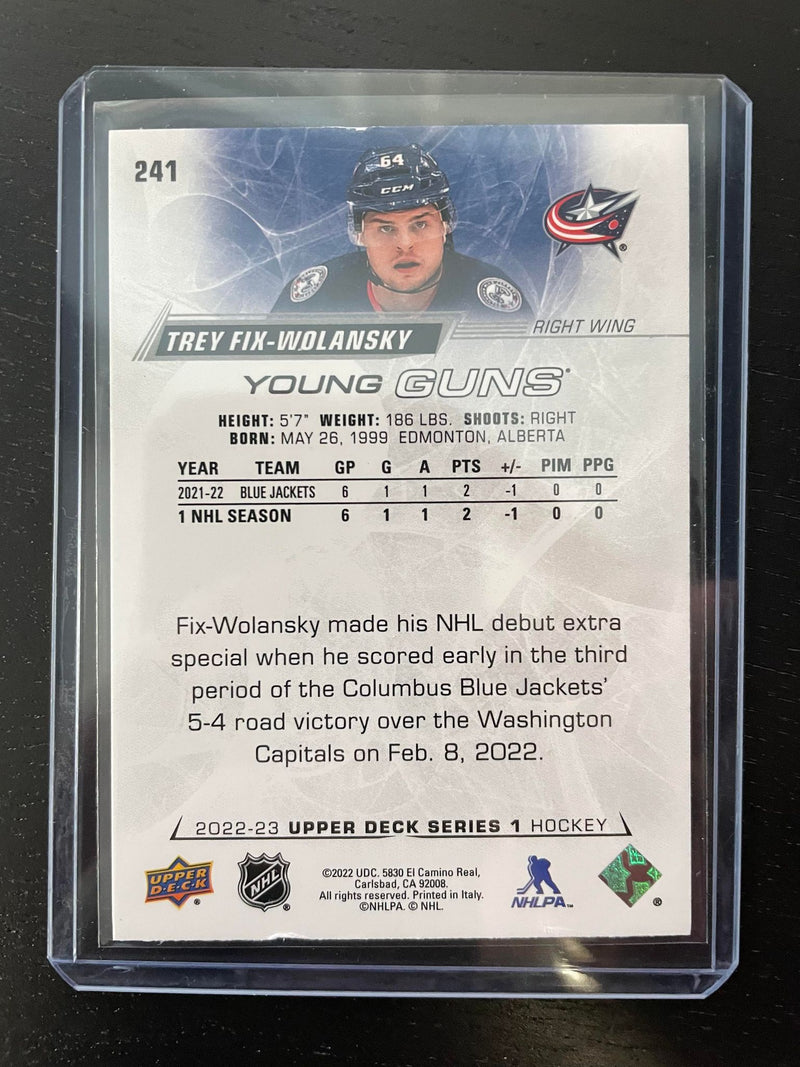 241
64
CCM
TREY FIX-WOLANSKY
RIGHT WING
YOUNG GUNS®
HEIGHT: 5'7" WEIGHT: 186 LBS. SHOOTS: RIGHT
BORN: MAY 26, 1999 EDMONTON, ALBERTA
YEAR TEAM GP G A PTS +/- PIM PPG
2021-22 BLUE JACKETS 6 1 1 2 -1 0 0
1 NHL SEASON 6 1 1 2 -1 0 0
Fix-Wolansky made his NHL debut extra
special when he scored early in the third
period of the Columbus Blue Jackets'
5-4 road victory over the Washington
Capitals on Feb. 8, 2022.
2022-23 UPPER DECK SERIES 1 HOCKEY
UPPER
D·E·C·K
®
NHL
®
©2022 UDC. 5830 El Camino Real,
Carlsbad, CA 92008.
All rights reserved. Printed in Italy.
©NHLPA. © NHL.
NHLPA™
®